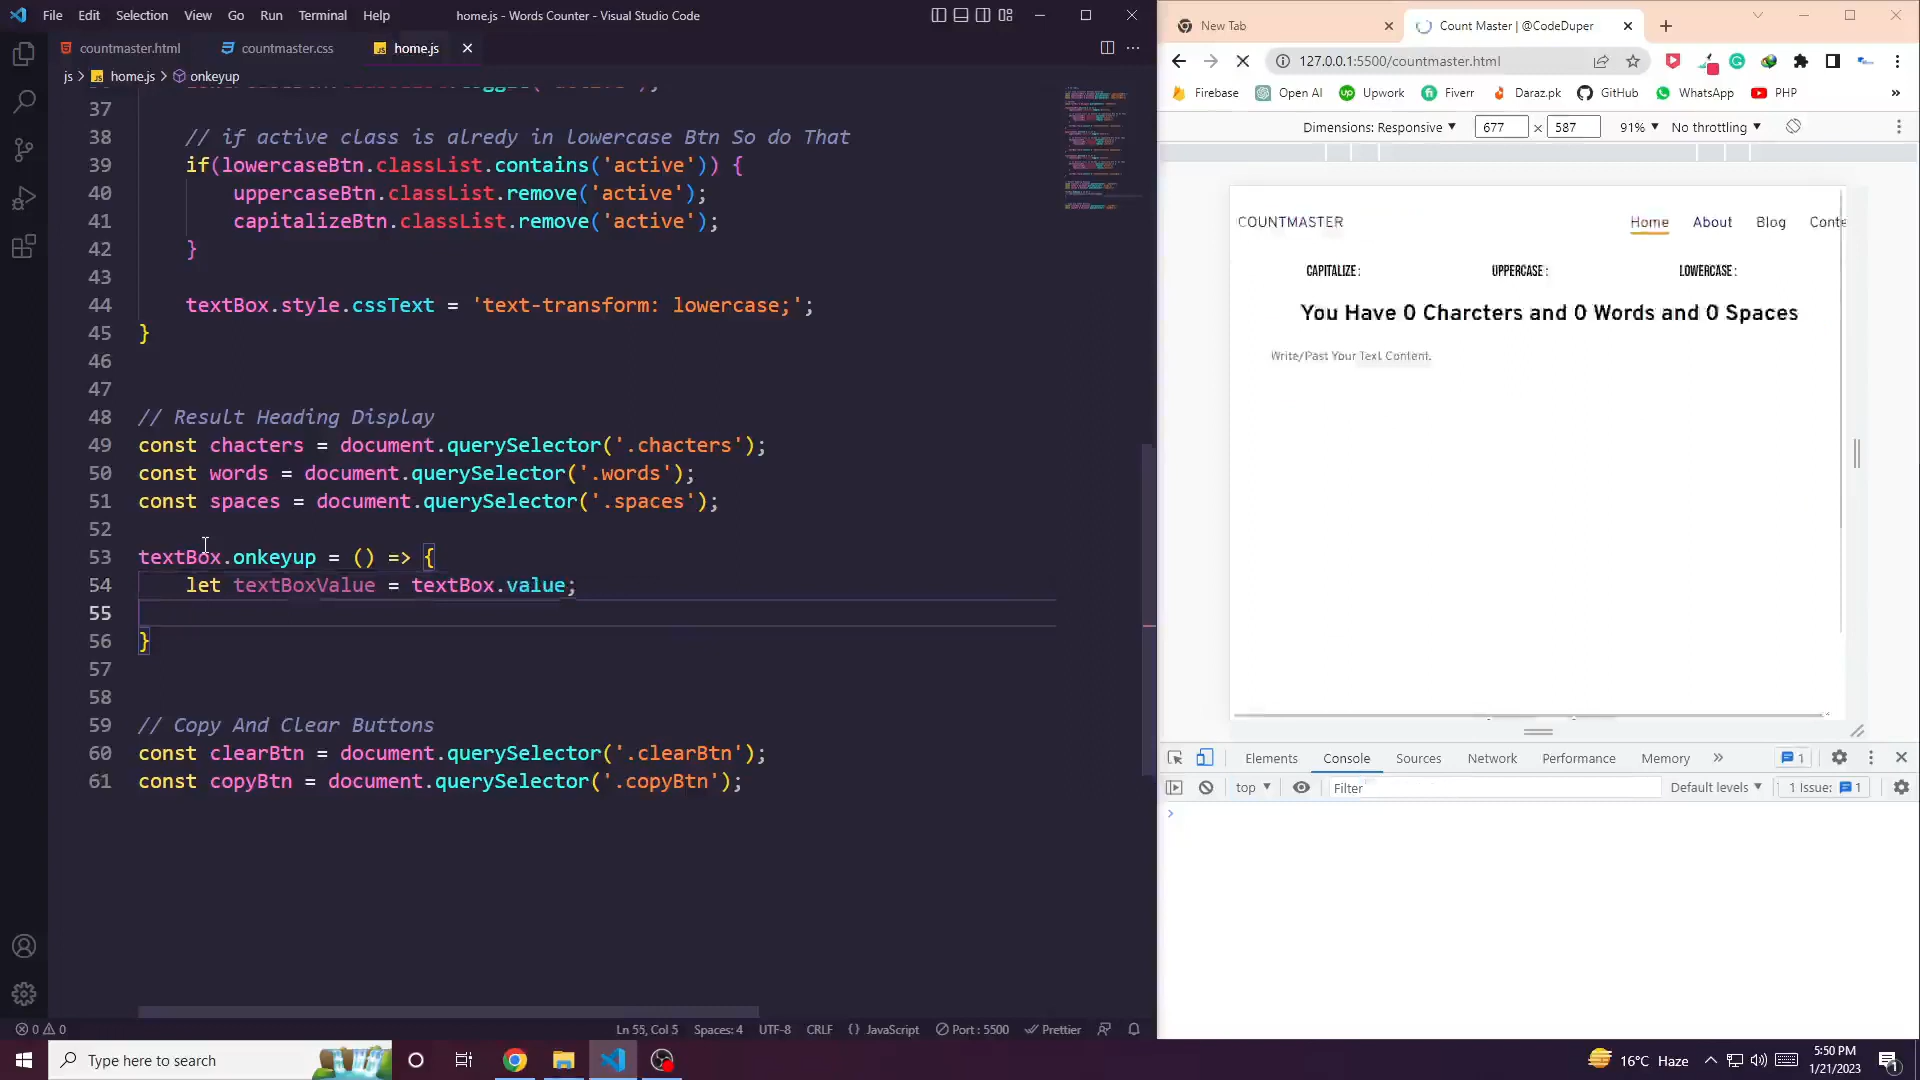 File Edit Selection View Go Run Terminal Help home.js - Words Counter - Visual Studio Code
countmaster.html countmaster.css home.js
js > home.js > onkeyup
37
38 // if active class is alredy in lowercase Btn So do That
39 if(lowercaseBtn.classList.contains('active')) {
40 uppercaseBtn.classList.remove('active');
41 capitalizeBtn.classList.remove('active');
42 }
43
44 textBox.style.cssText = 'text-transform: lowercase;';
45 }
46
47
48 // Result Heading Display
49 const chacters = document.querySelector('.chacters');
50 const words = document.querySelector('.words');
51 const spaces = document.querySelector('.spaces');
52
53 textBox.onkeyup = () => {
54 let textBoxValue = textBox.value;
55
56 }
57
58
59 // Copy And Clear Buttons
60 const clearBtn = document.querySelector('.clearBtn');
61 const copyBtn = document.querySelector('.copyBtn');
0 0 Ln 55, Col 5 Spaces: 4 UTF-8 CRLF {} JavaScript Port : 5500 Prettier
New Tab Count Master | @CodeDuper
127.0.0.1:5500/countmaster.html
Firebase Open AI Upwork Fiverr Daraz.pk GitHub WhatsApp PHP »
Dimensions: Responsive 677 x 587 91% No throttling
COUNTMASTER Home About Blog Conta
CAPITALIZE : UPPERCASE : LOWERCASE :
You Have 0 Charcters and 0 Words and 0 Spaces
Write/Past Your Text Content.
Elements Console Sources Network Performance Memory » 1
top Filter Default levels 1 Issue: 1
Type here to search
16°C Haze 5:50 PM
1/21/2023
1